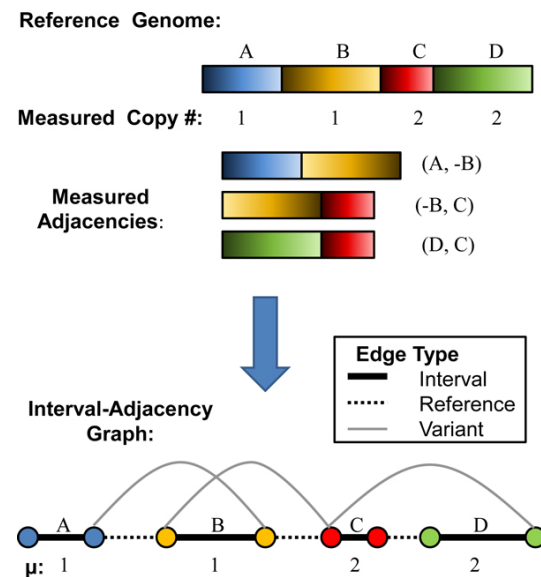 Reference Genome:
A B C D
Measured Copy #: 1 1 2 2
(A, -B)
Measured Adjacencies: (-B, C)
(D, C)
Edge Type
Interval
Reference
Variant
Interval-Adjacency Graph:
A B C D
μ: 1 1 2 2